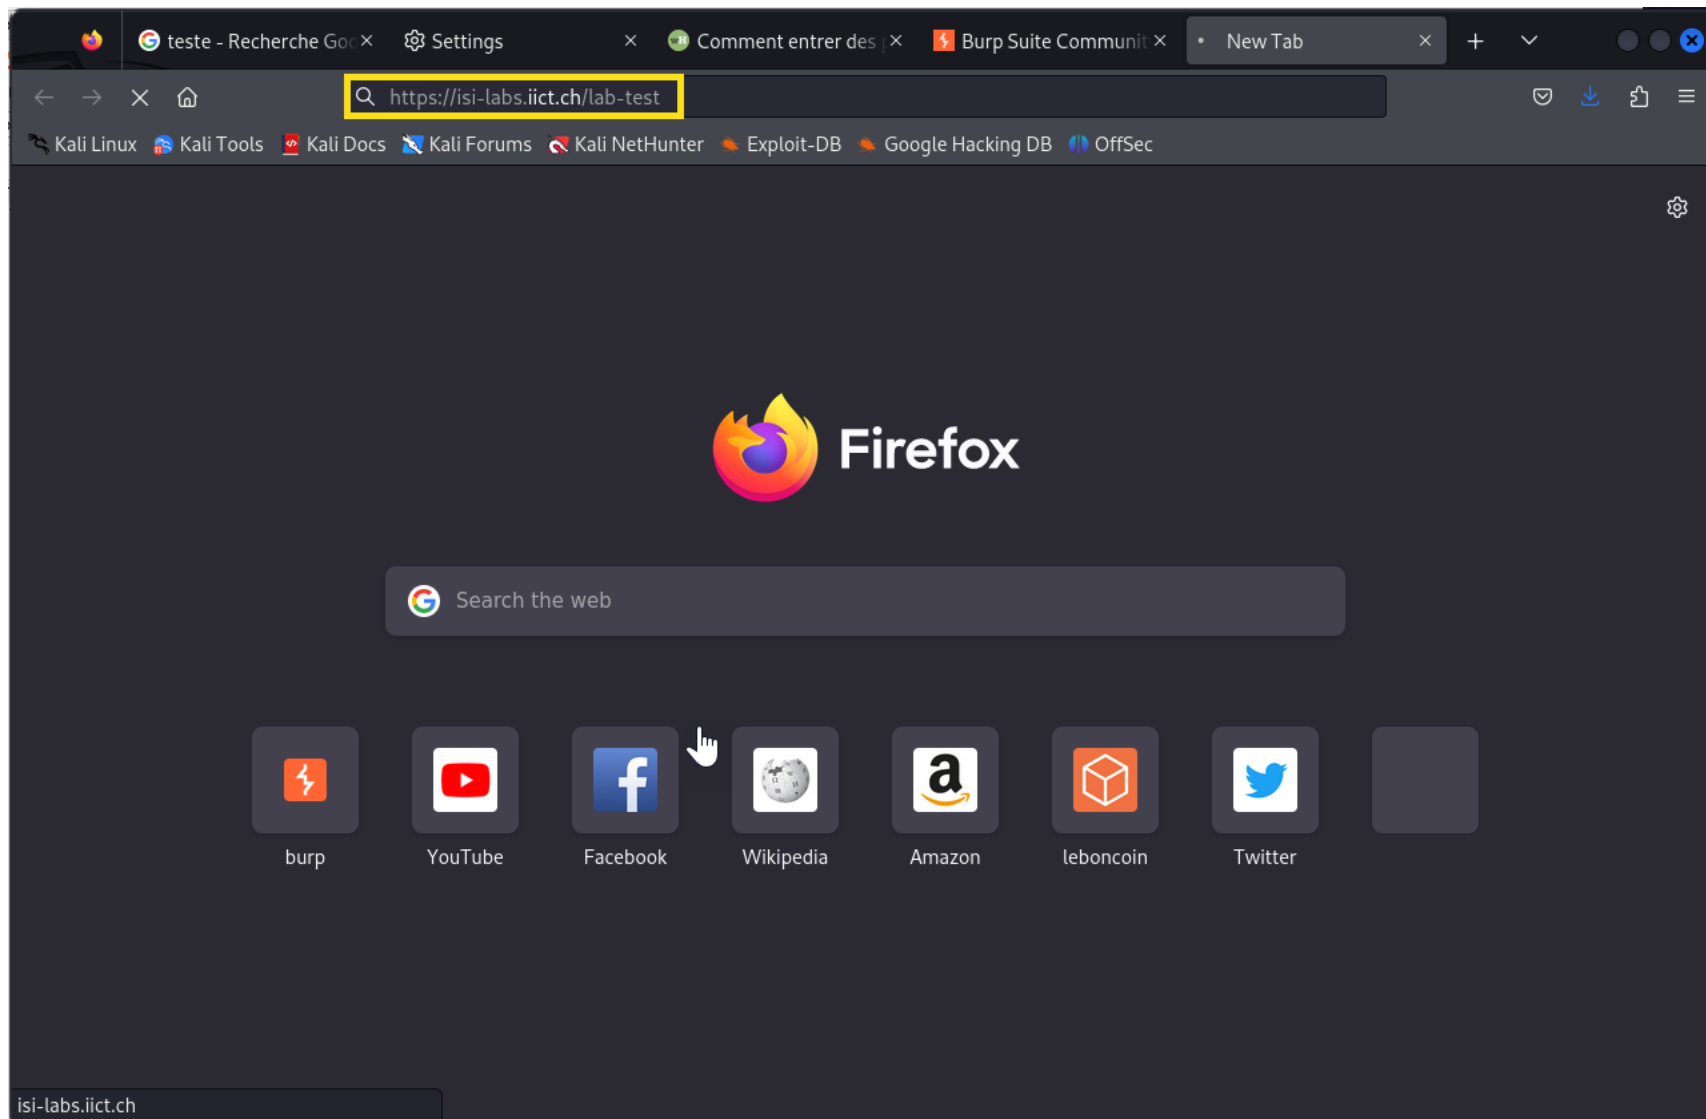 teste - Recherche Goo
Settings
Comment entrer des
Burp Suite Communit
New Tab
https://isi-labs.iict.ch/lab-test
Kali Linux Kali Tools Kali Docs Kali Forums Kali NetHunter Exploit-DB Google Hacking DB OffSec
Firefox
Search the web
burp YouTube Facebook Wikipedia Amazon leboncoin Twitter
isi-labs.iict.ch